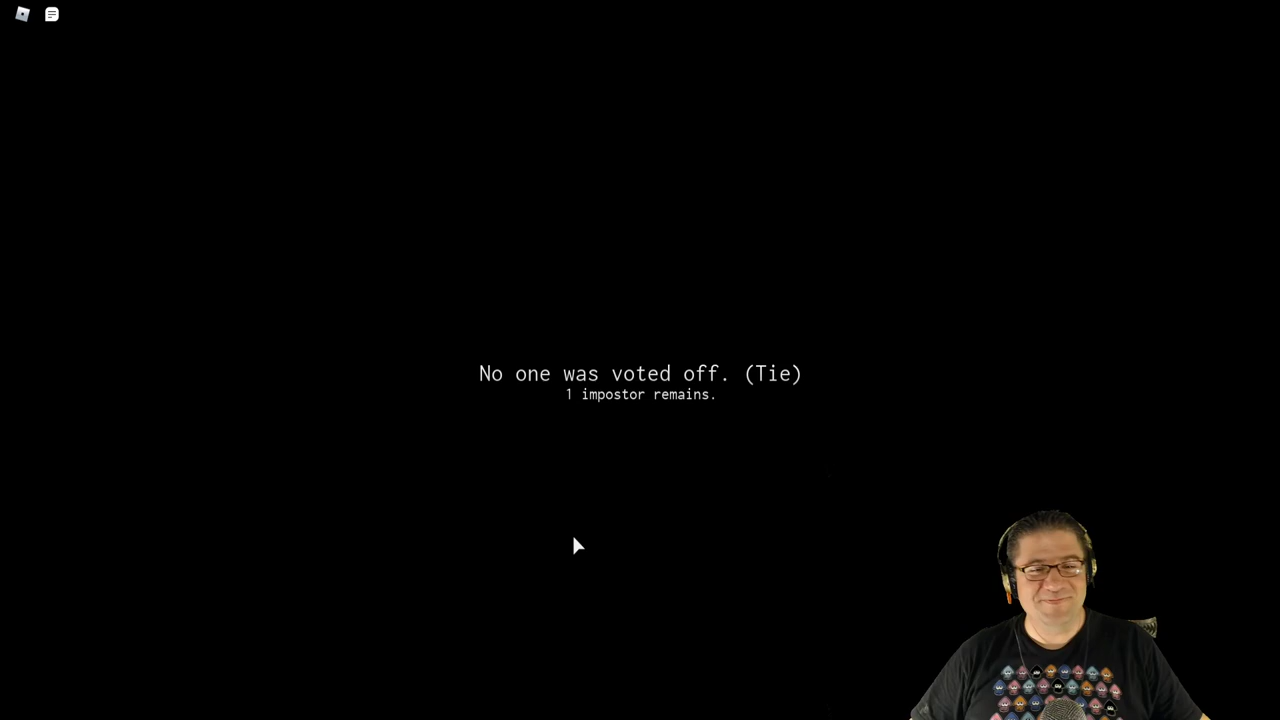 No one was voted off. (Tie)
1 impostor remains.